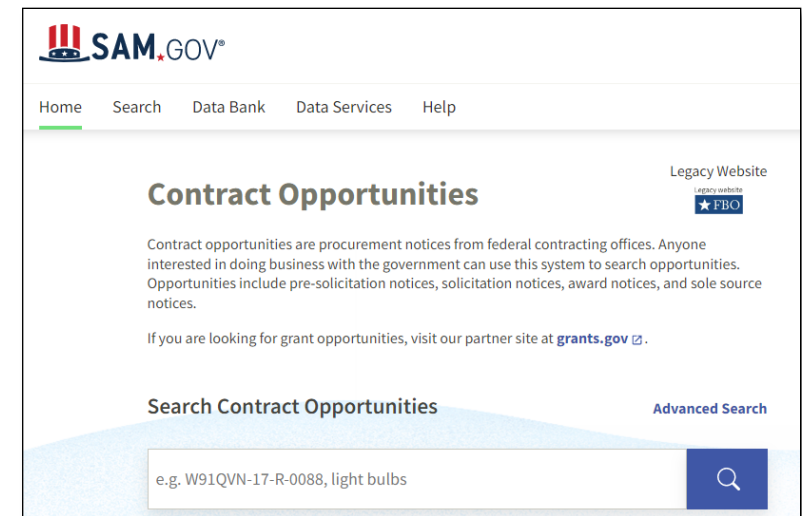 SAM.GOV®
Home Search Data Bank Data Services Help
Legacy Website
Legacy website
★ FBO
Contract Opportunities
Contract opportunities are procurement notices from federal contracting offices. Anyone
interested in doing business with the government can use this system to search opportunities.
Opportunities include pre-solicitation notices, solicitation notices, award notices, and sole source
notices.
If you are looking for grant opportunities, visit our partner site at grants.gov.
Search Contract Opportunities
Advanced Search
e.g. W91QVN-17-R-0088, light bulbs